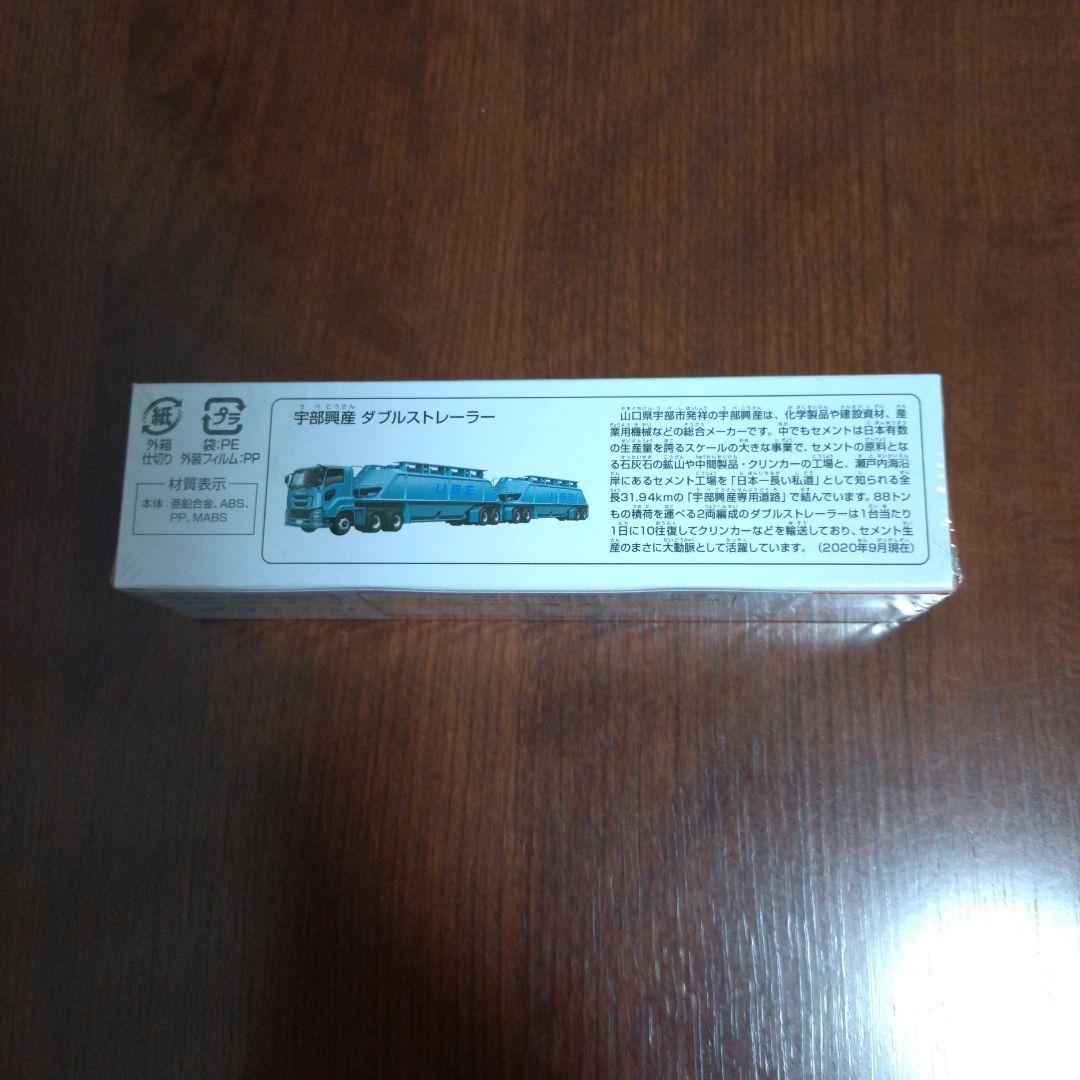 紙
プラ
外箱
仕切り
袋:PE
外装フィルム:PP
材質表示
本体:亜鉛合金、ABS、
PP、MABS
うべこうさん
宇部興産 ダブルストレーラー
UBE
UBE
山口県宇部市発祥の宇部興産は、化学製品や建設資材、産
業用機械などの総合メーカーです。中でもセメントは日本有数
の生産量を誇るスケールの大きな事業で、セメントの原料とな
る石灰石の鉱山や中間製品・クリンカーの工場と、瀬戸内海沿
岸にあるセメント工場を「日本一長い私道」として知られる全
長31.94kmの「宇部興産専用道路」で結んでいます。88トン
もの積荷を運べる2両編成のダブルストレーラーは1台当たり
1日に10往復してクリンカーなどを輸送しており、セメント生
産のまさに大動脈として活躍しています。(2020年9月現在)